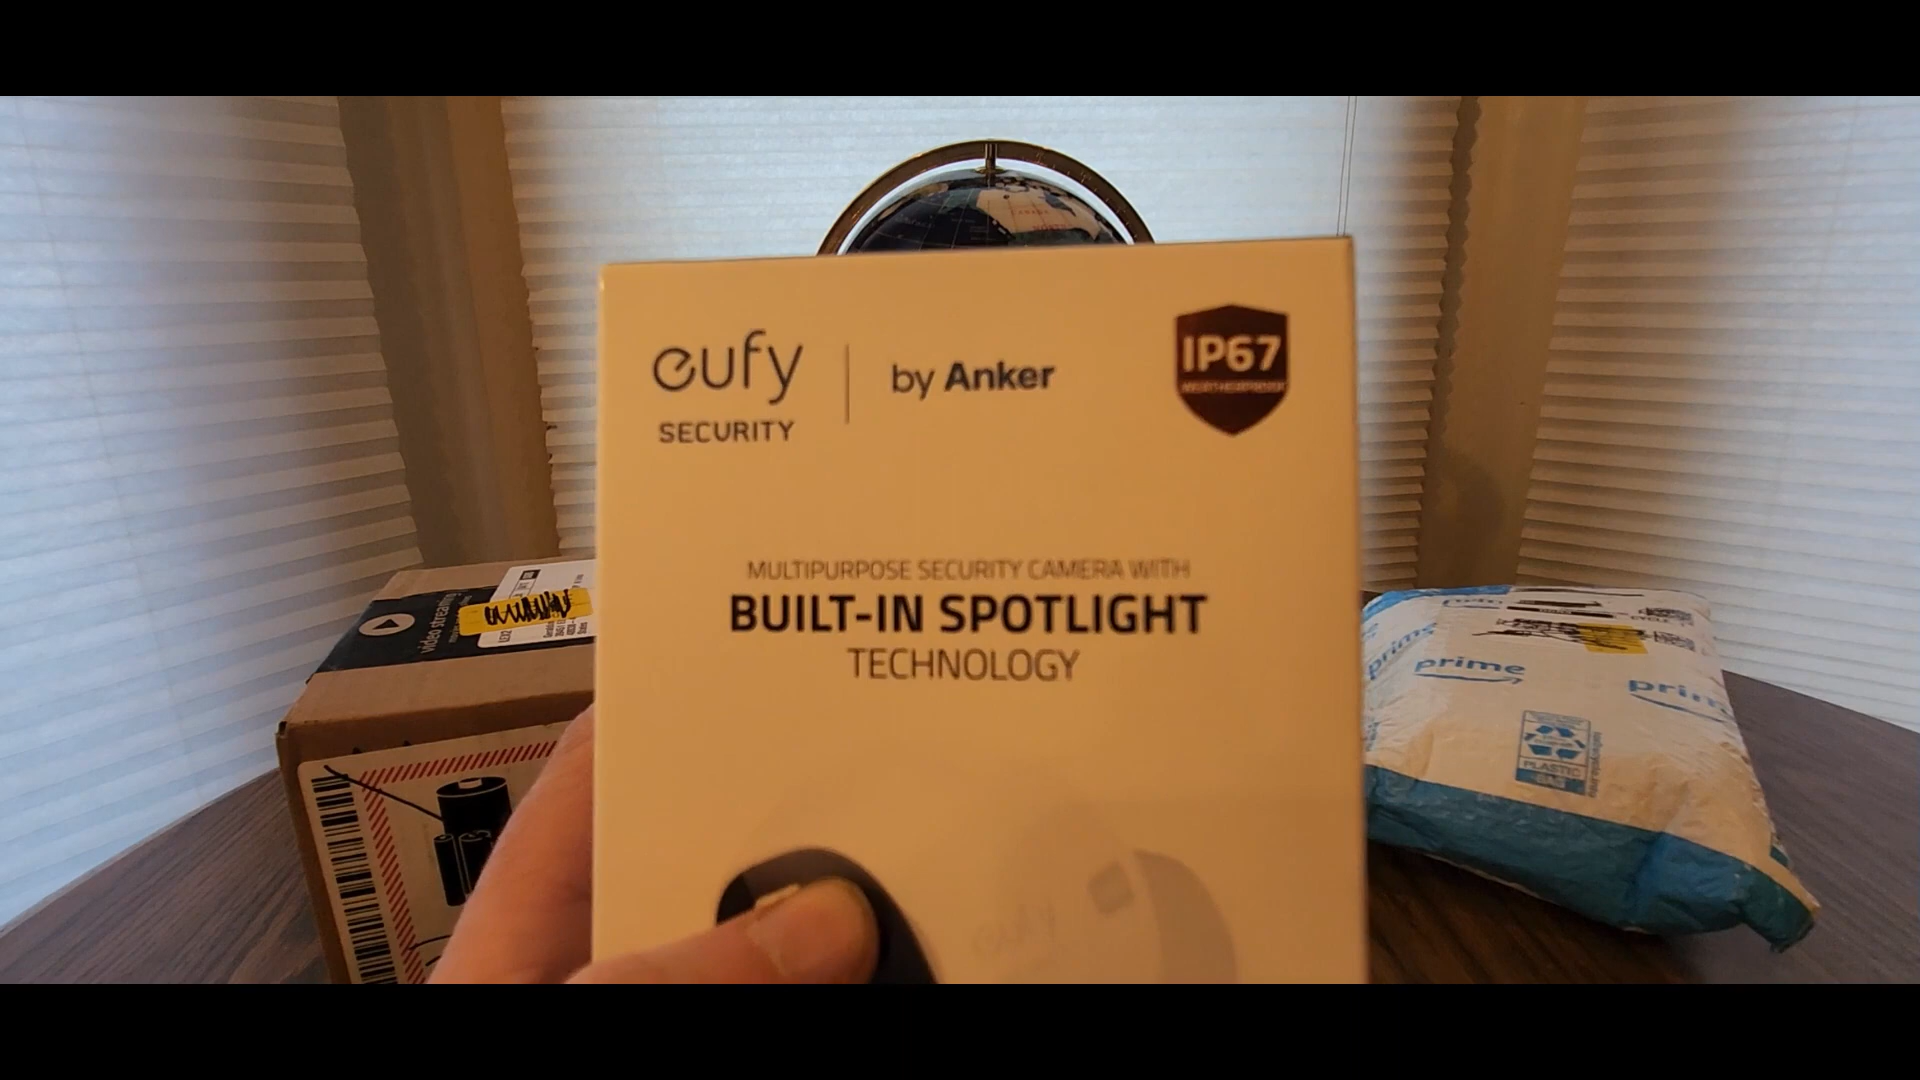 eufy
SECURITY
by Anker
IP67
MULTIPURPOSE SECURITY CAMERA WITH
BUILT-IN SPOTLIGHT
TECHNOLOGY
eufy
video streaming
prime
prime
prime
PLASTIC